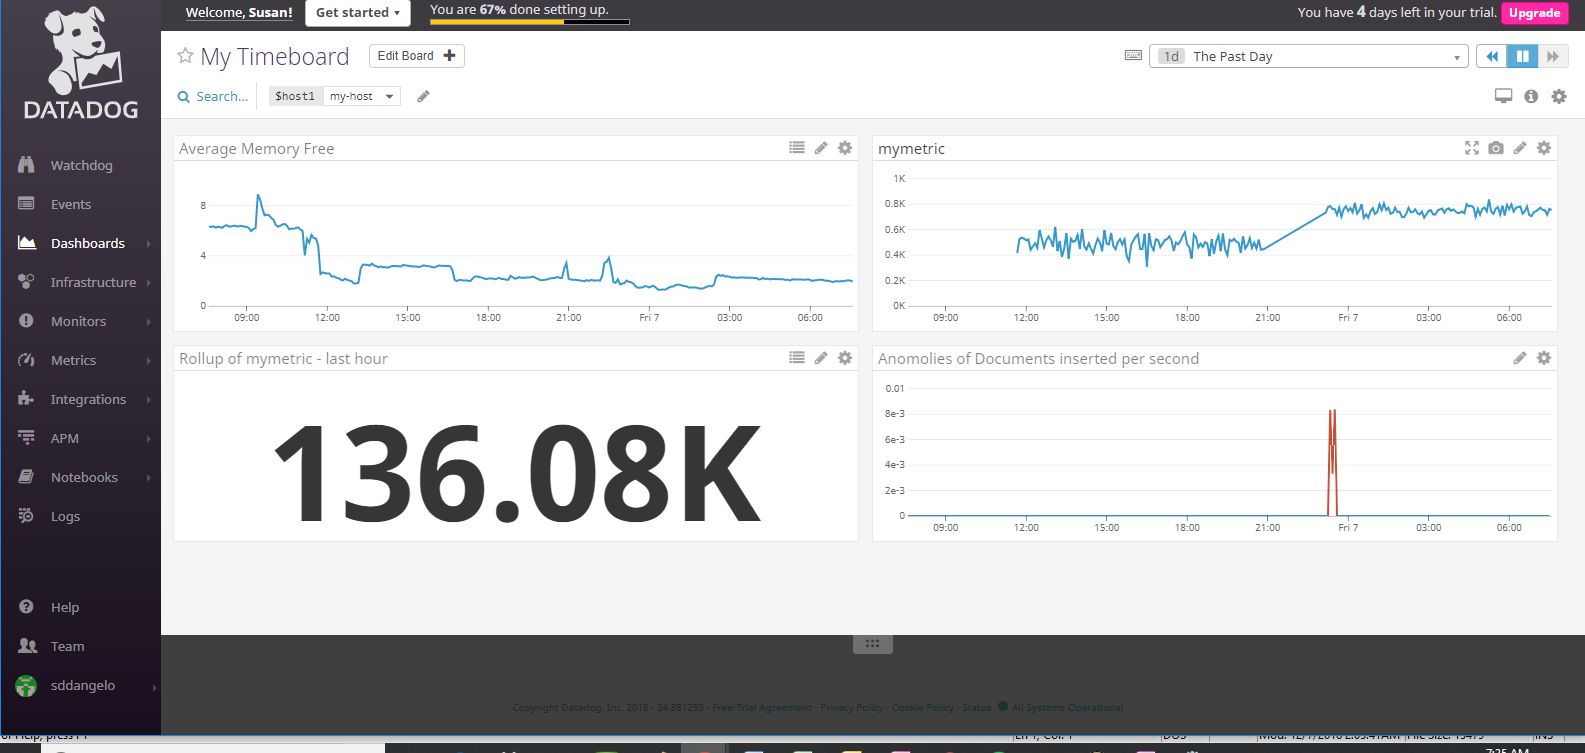 Welcome, Susan!
Get started
You are 67% done setting up.
You have 4 days left in your trial.
Upgrade
DATADOG
Watchdog
Events
Dashboards
Infrastructure
Monitors
Metrics
Integrations
APM
Notebooks
Logs
Help
Team
sddangelo
My Timeboard
Edit Board
1d The Past Day
Search...
$host1 my-host
Average Memory Free
8
4
0
09:00 12:00 15:00 18:00 21:00 Fri 7 03:00 06:00
mymetric
1K
0.8K
0.6K
0.4K
0.2K
0K
09:00 12:00 15:00 18:00 21:00 Fri 7 03:00 06:00
Rollup of mymetric - last hour
136.08K
Anomolies of Documents inserted per second
0.01
8e-3
6e-3
4e-3
2e-3
0
09:00 12:00 15:00 18:00 21:00 Fri 7 03:00 06:00
Copyright Datadog, Inc. 2018 - 34.881259 - Free-Trial Agreement - Privacy Policy - Cookie Policy - Status All Systems Operational